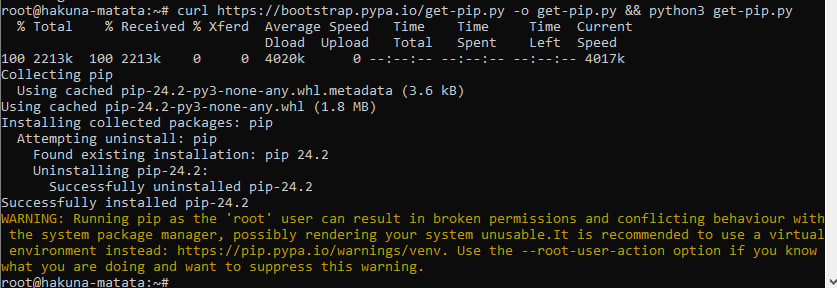 root@hakuna-matata:~# curl https://bootstrap.pypa.io/get-pip.py -o get-pip.py && python3 get-pip.py
  % Total    % Received % Xferd  Average Speed   Time    Time     Time  Current
                                 Dload  Upload   Total   Spent    Left  Speed
100 2213k  100 2213k    0     0  4020k      0 --:--:-- --:--:-- --:--:-- 4017k
Collecting pip
  Using cached pip-24.2-py3-none-any.whl.metadata (3.6 kB)
Using cached pip-24.2-py3-none-any.whl (1.8 MB)
Installing collected packages: pip
  Attempting uninstall: pip
    Found existing installation: pip 24.2
    Uninstalling pip-24.2:
      Successfully uninstalled pip-24.2
Successfully installed pip-24.2
WARNING: Running pip as the 'root' user can result in broken permissions and conflicting behaviour with
 the system package manager, possibly rendering your system unusable.It is recommended to use a virtual
 environment instead: https://pip.pypa.io/warnings/venv. Use the --root-user-action option if you know
what you are doing and want to suppress this warning.
root@hakuna-matata:~#